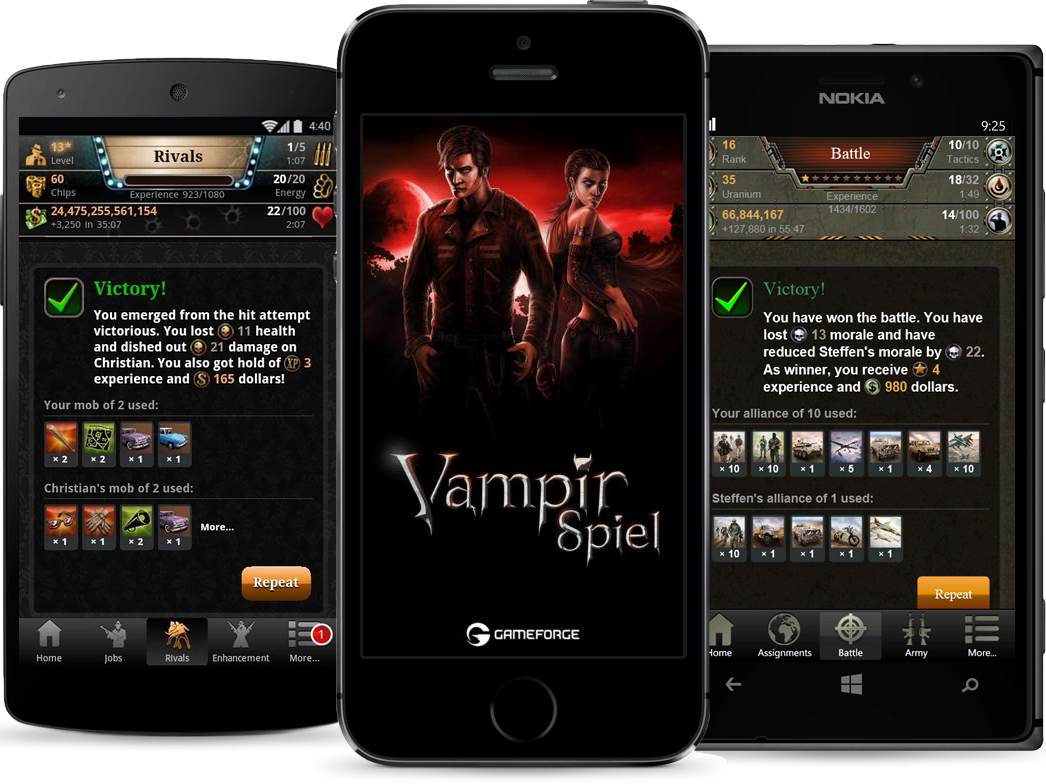 4:40
13*
Level
Rivals
1/5
1:07
60
Chips
20/20
Energy
Experience 923/1080
24,475,255,561,154
+3,250 in 35:07
22/100
2:07
Victory!
You emerged from the hit attempt
victorious. You lost 11 health
and dished out 21 damage on
Christian. You also got hold of XP 3
experience and $ 165 dollars!
Your mob of 2 used:
× 2
× 2
× 1
× 1
Christian's mob of 2 used:
× 1
× 1
× 2
× 1
More...
Repeat
1
Home
Jobs
Rivals
Enhancement
More...
Vampir
Spiel
GAMEFORGE
NOKIA
9:25
16
Rank
Battle
10/10
Tactics
35
Uranium
18/32
1:49
Experience
1434/1602
66,844,167
+127,880 in 55:47
14/100
1:32
Victory!
You have won the battle. You have
lost 13 morale and have
reduced Steffen's morale by 22.
As winner, you receive 4
experience and $ 980 dollars.
Your alliance of 10 used:
× 10
× 10
× 1
× 5
× 1
× 4
× 10
Steffen's alliance of 1 used:
× 10
× 1
× 1
× 1
× 1
Repeat
Home
Assignments
Battle
Army
More...